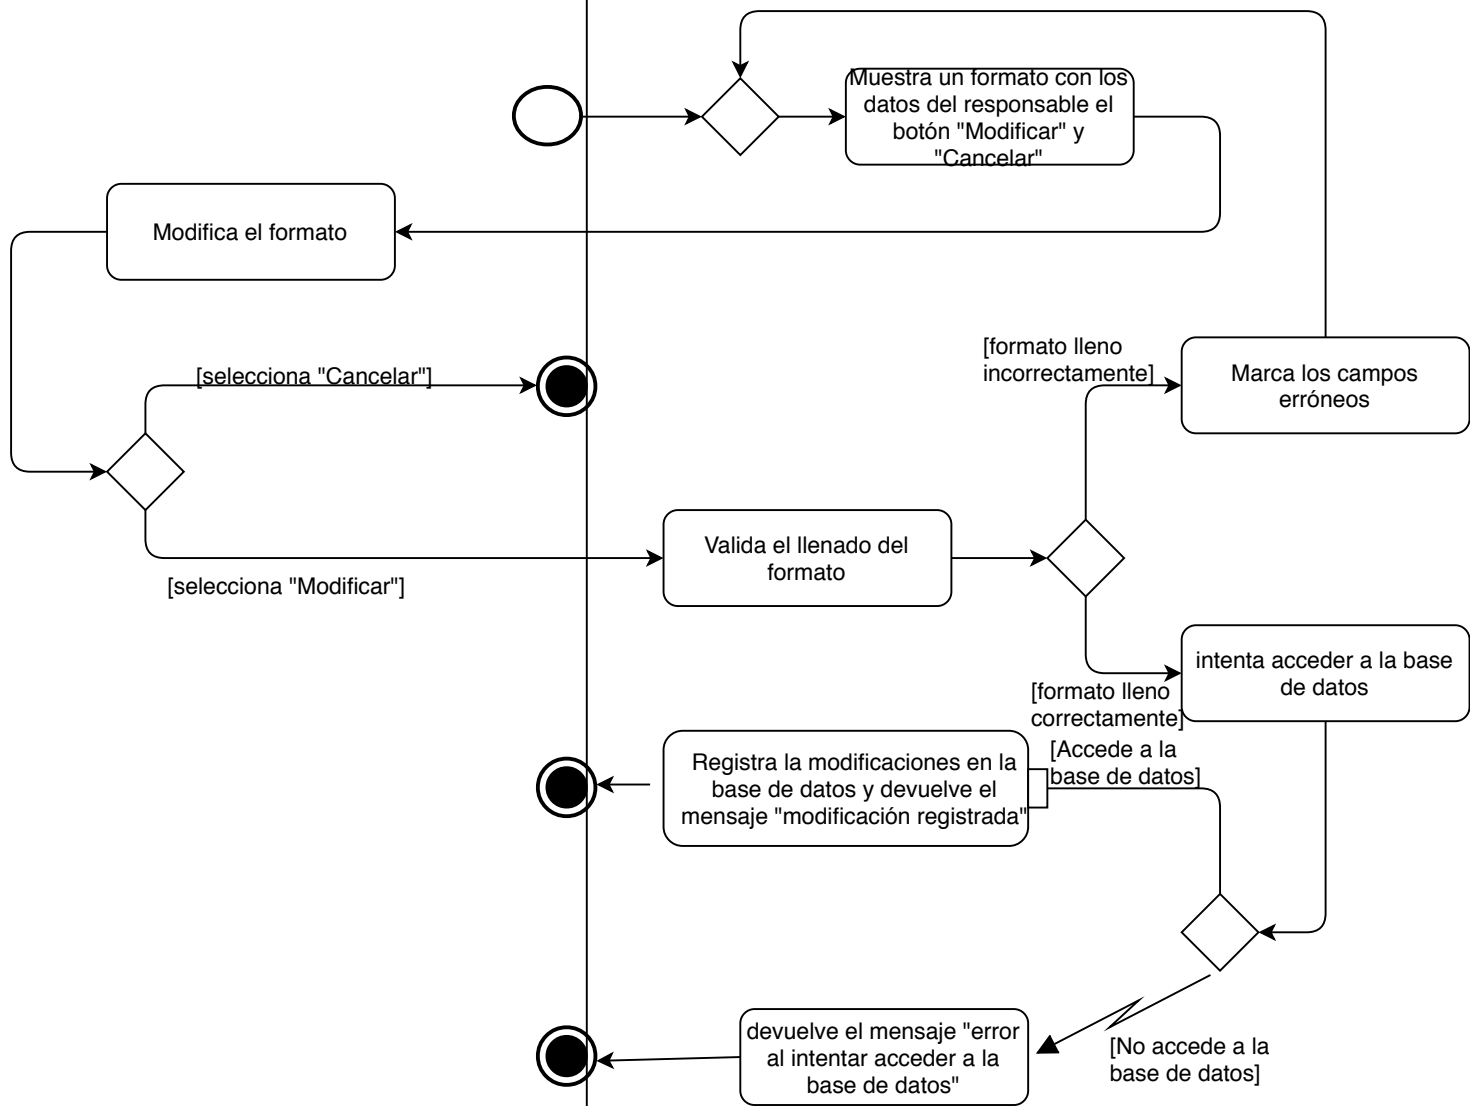 Muestra un formato con los
datos del responsable el
botón "Modificar" y
"Cancelar"
Modifica el formato
[selecciona "Cancelar"]
[formato lleno
incorrectamente]
Marca los campos
erróneos
Valida el llenado del
formato
[selecciona "Modificar"]
intenta acceder a la base
de datos
[formato lleno
correctamente]
Registra la modificaciones en la
base de datos y devuelve el
mensaje "modificación registrada"
[Accede a la
base de datos]
devuelve el mensaje "error
al intentar acceder a la
base de datos"
[No accede a la
base de datos]